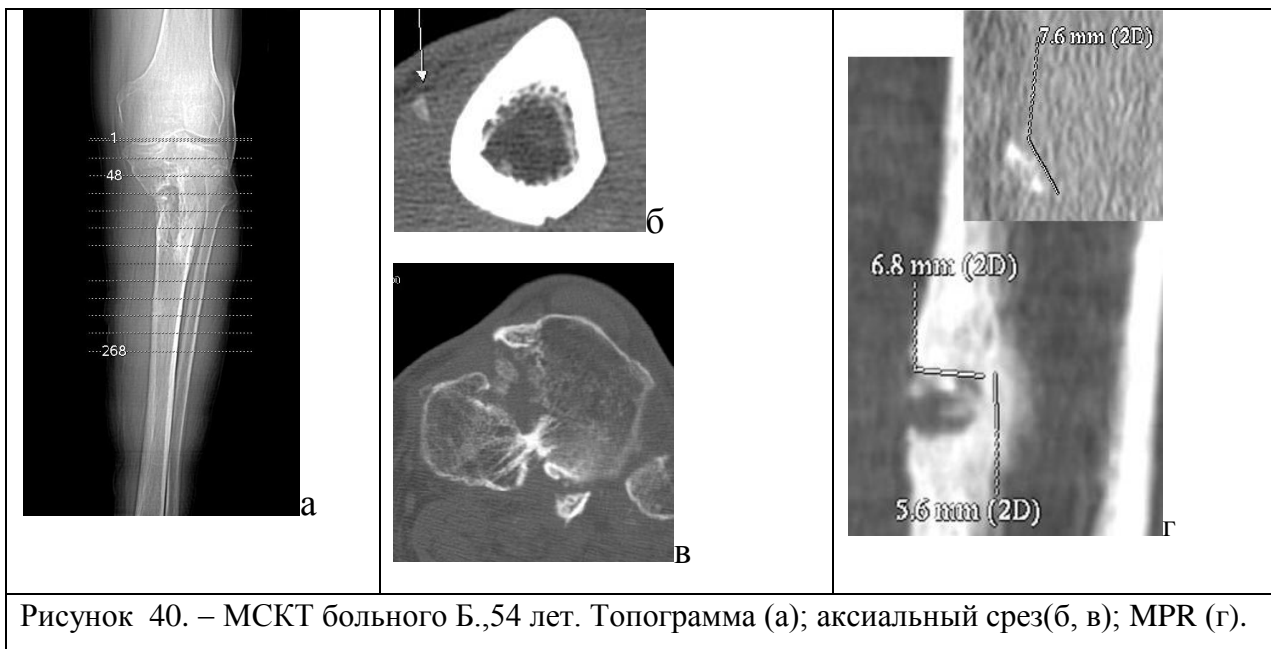 1
48
268
а
б
00
в
7.6 mm (2D)
6.8 mm (2D)
5.6 mm (2D)
г
Рисунок 40. – МСКТ больного Б.,54 лет. Топограмма (а); аксиальный срез(б, в); MPR (г).